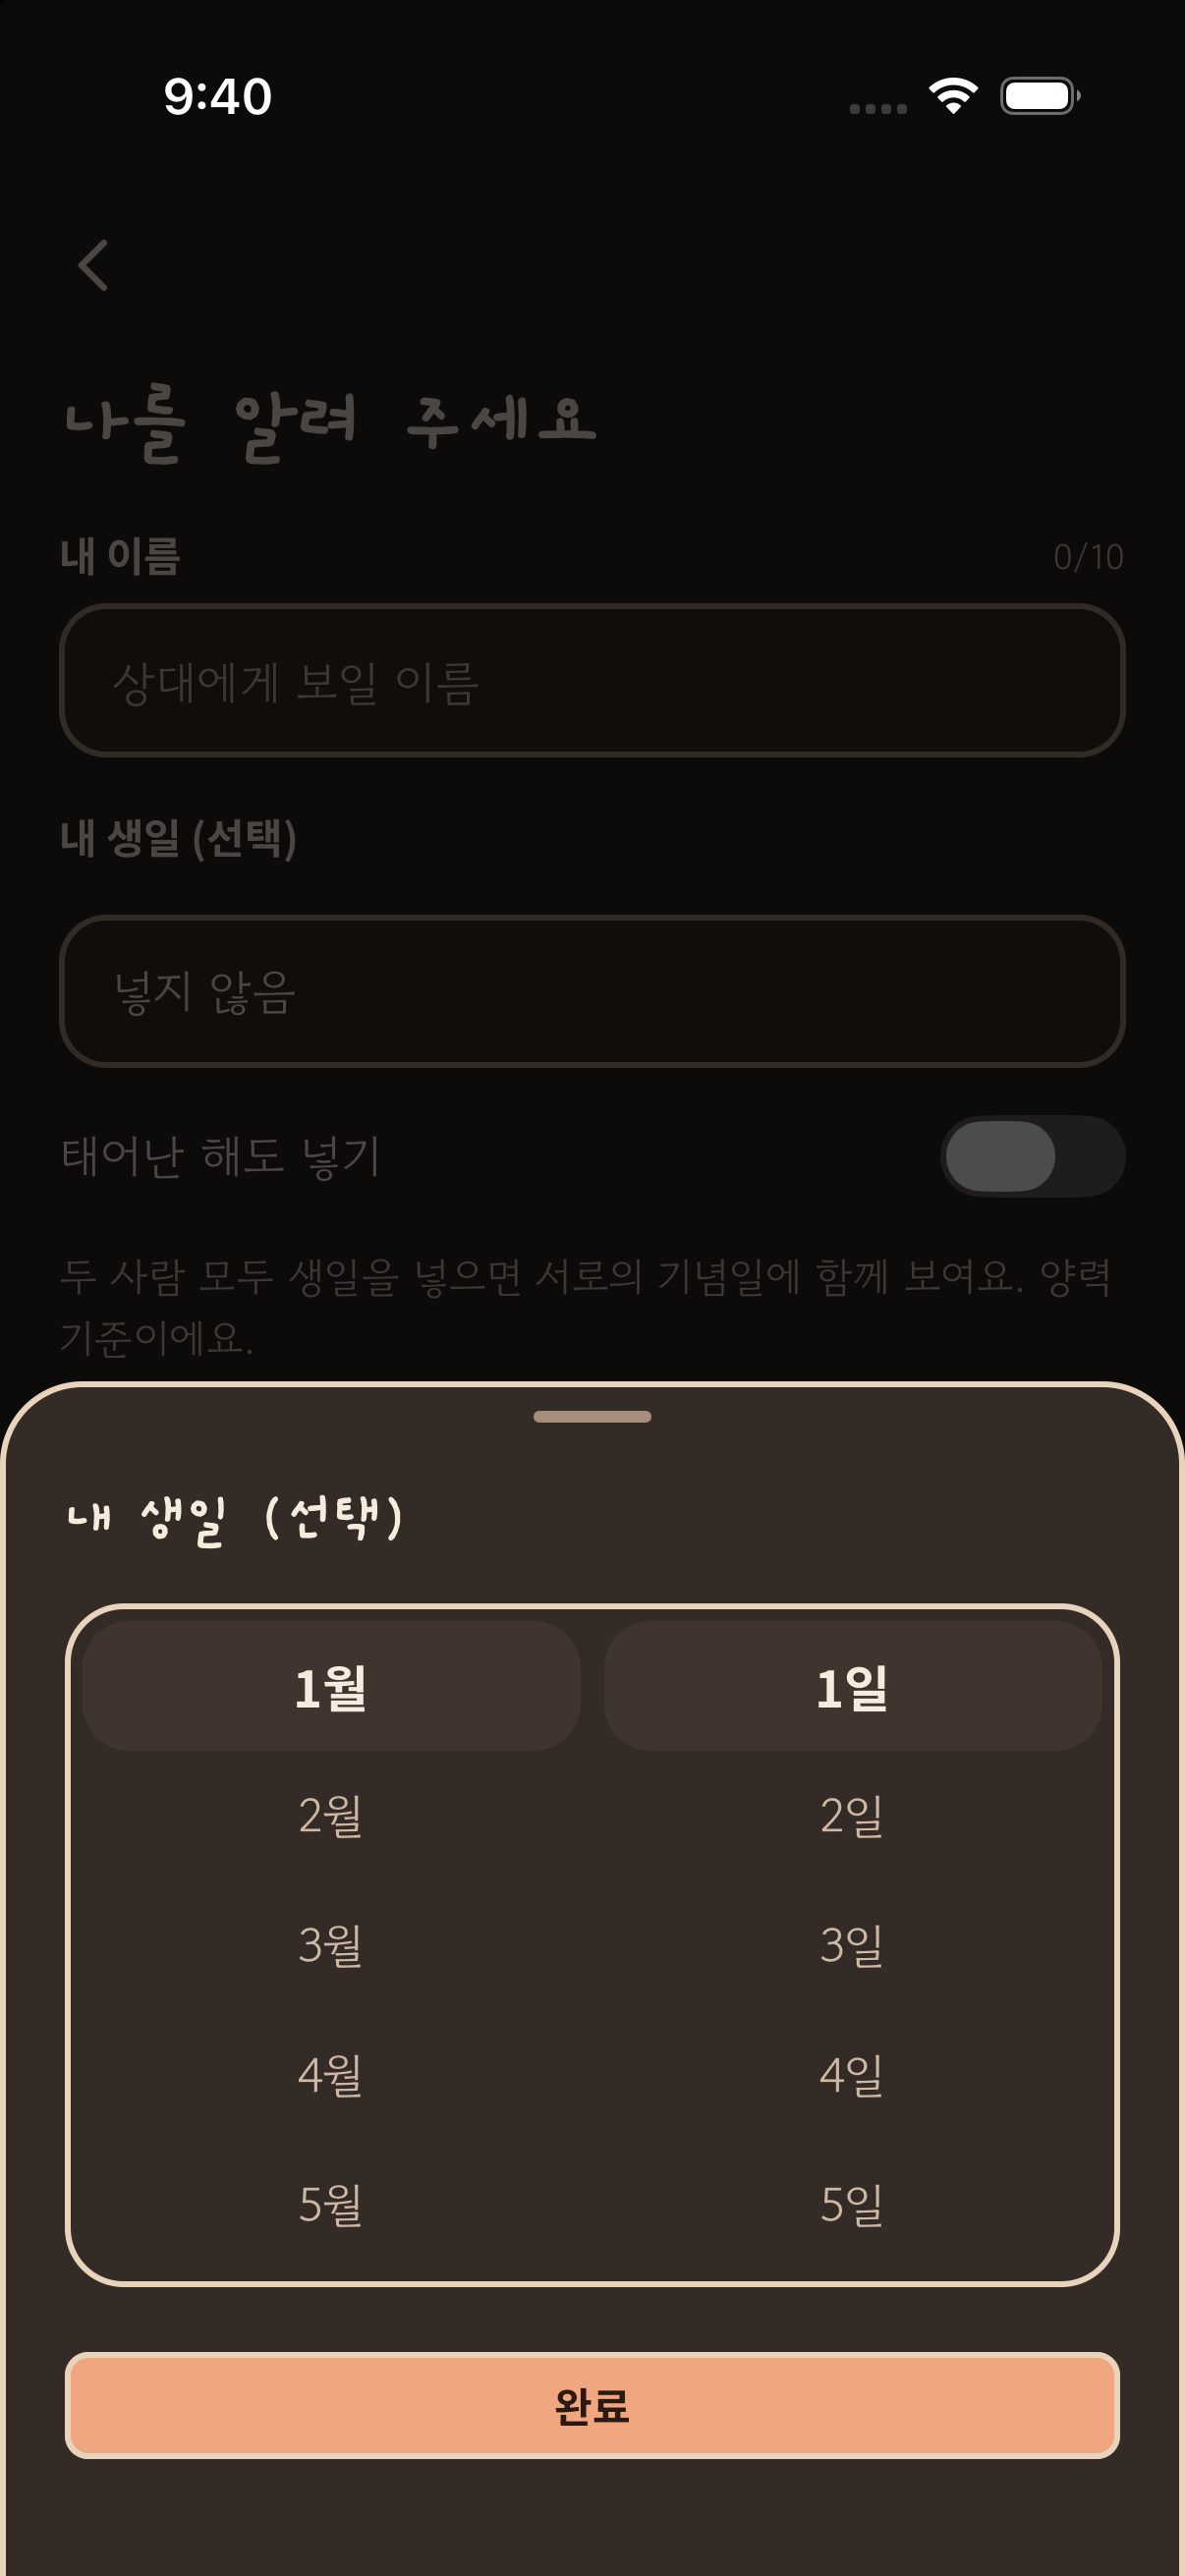 9:40
나를 알려 주세요
내 이름 0/10
상대에게 보일 이름
내 생일 (선택)
넣지 않음
태어난 해도 넣기
두 사람 모두 생일을 넣으면 서로의 기념일에 함께 보여요. 양력
기준이에요.
내 생일 (선택)
1월 1일
2월 2일
3월 3일
4월 4일
5월 5일
완료